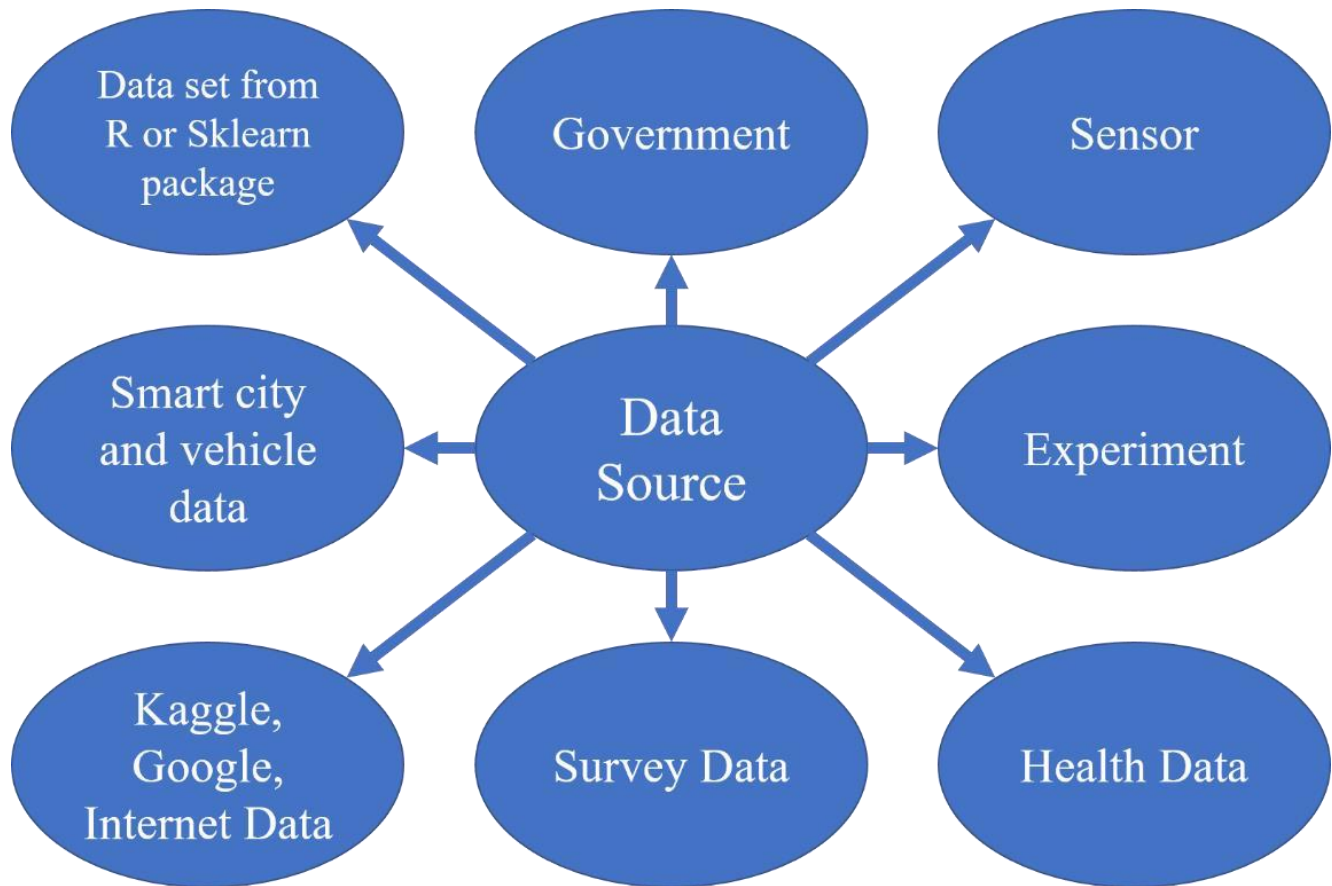 Data set from
R or Sklearn
package
Government
Sensor
Smart city
and vehicle
data
Data
Source
Experiment
Kaggle,
Google,
Internet Data
Survey Data
Health Data